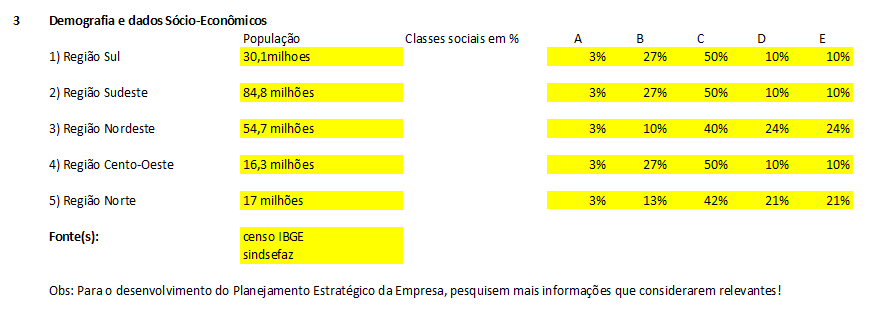 3 Demografia e dados Sócio-Econômicos
População Classes sociais em % A B C D E
1) Região Sul 30,1milhoes 3% 27% 50% 10% 10%
2) Região Sudeste 84,8 milhões 3% 27% 50% 10% 10%
3) Região Nordeste 54,7 milhões 3% 10% 40% 24% 24%
4) Região Cento-Oeste 16,3 milhões 3% 27% 50% 10% 10%
5) Região Norte 17 milhões 3% 13% 42% 21% 21%
Fonte(s): censo IBGE
sindsefaz
Obs: Para o desenvolvimento do Planejamento Estratégico da Empresa, pesquisem mais informações que considerarem relevantes!